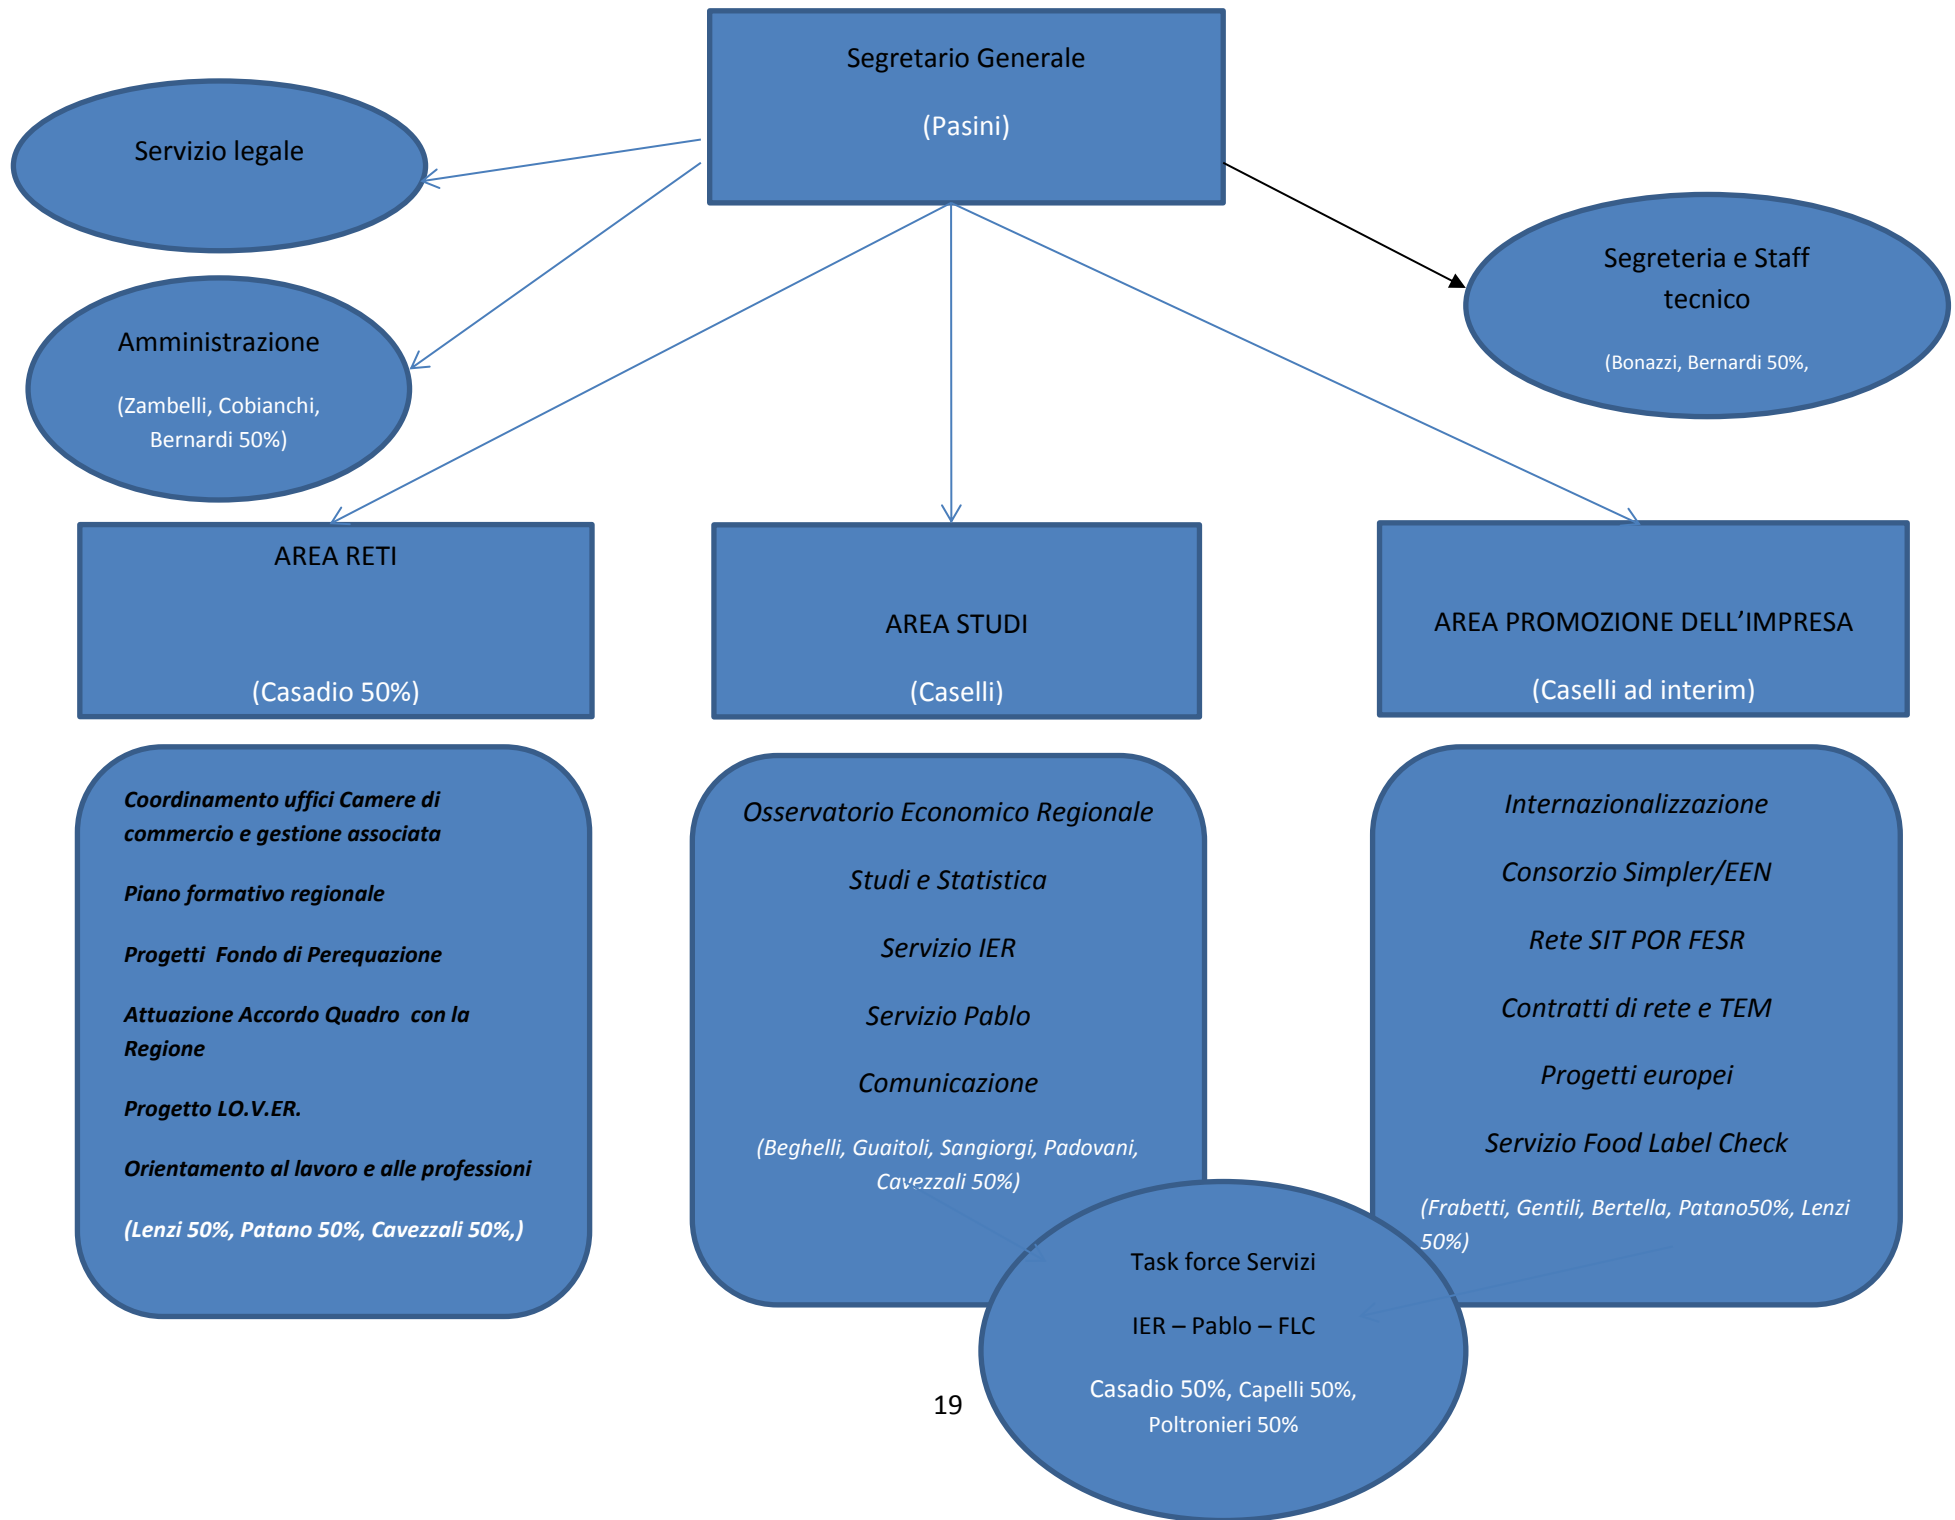 Segretario Generale
(Pasini)
Servizio legale
Segreteria e Staff
tecnico
(Bonazzi, Bernardi 50%,
Amministrazione
(Zambelli, Cobianchi,
Bernardi 50%)
AREA RETI
(Casadio 50%)
AREA STUDI
(Caselli)
AREA PROMOZIONE DELL’IMPRESA
(Caselli ad interim)
Coordinamento uffici Camere di
commercio e gestione associata
Piano formativo regionale
Progetti  Fondo di Perequazione
Attuazione Accordo Quadro  con la
Regione
Progetto LO.V.ER.
Orientamento al lavoro e alle professioni
(Lenzi 50%, Patano 50%, Cavezzali 50%,)
Osservatorio Economico Regionale
Studi e Statistica
Servizio IER
Servizio Pablo
Comunicazione
(Beghelli, Guaitoli, Sangiorgi, Padovani,
Cavezzali 50%)
Internazionalizzazione
Consorzio Simpler/EEN
Rete SIT POR FESR
Contratti di rete e TEM
Progetti europei
Servizio Food Label Check
(Frabetti, Gentili, Bertella, Patano50%, Lenzi
50%)
Task force Servizi
IER – Pablo – FLC
Casadio 50%, Capelli 50%,
Poltronieri 50%
19